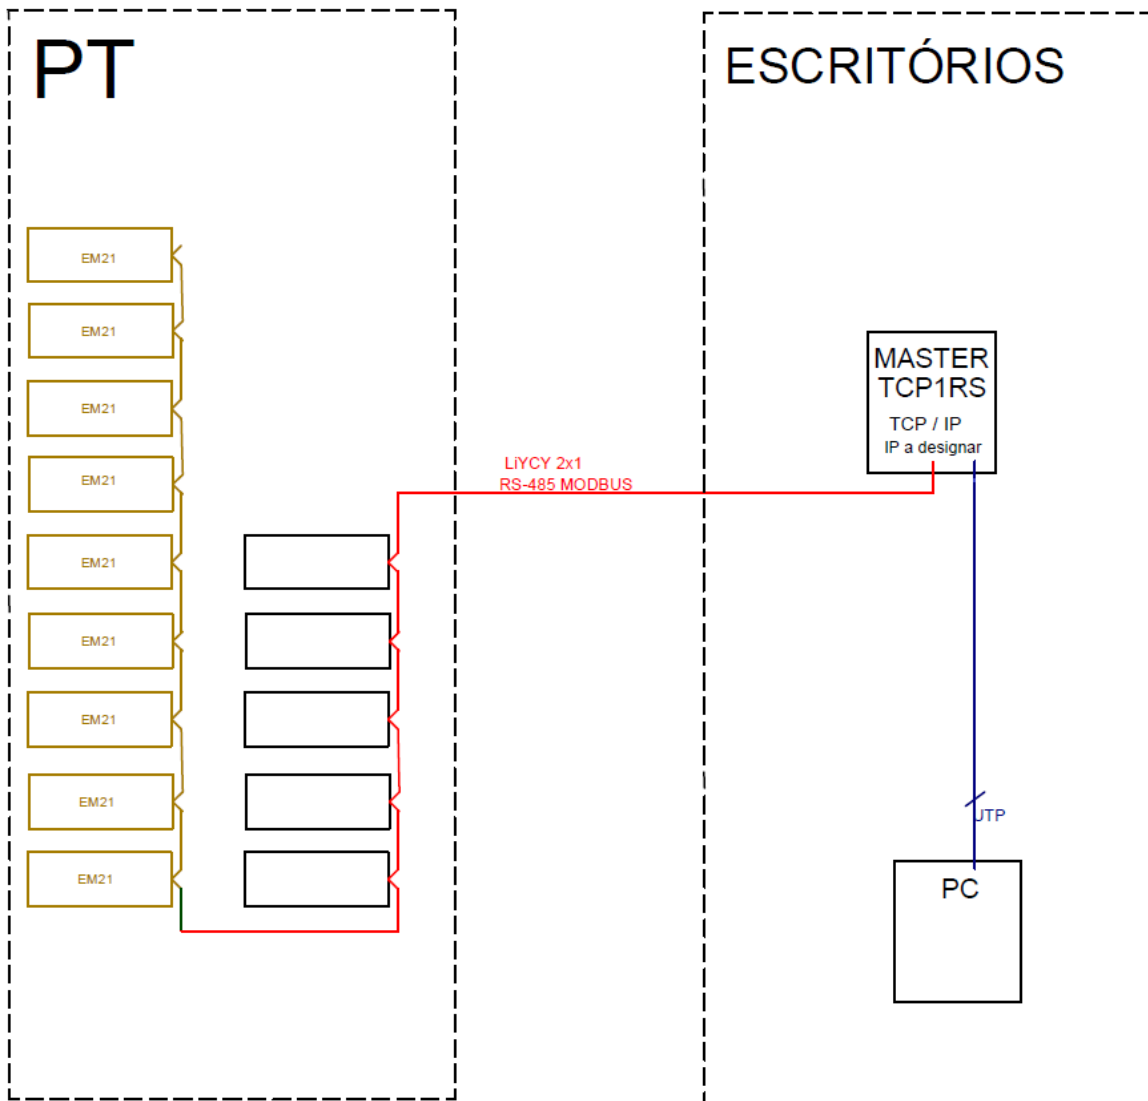 PT
ESCRITÓRIOS
EM21
EM21
EM21
EM21
EM21
EM21
EM21
EM21
EM21
LiYCY 2x1
RS-485 MODBUS
MASTER
TCP1RS
TCP / IP
IP a designar
UTP
PC